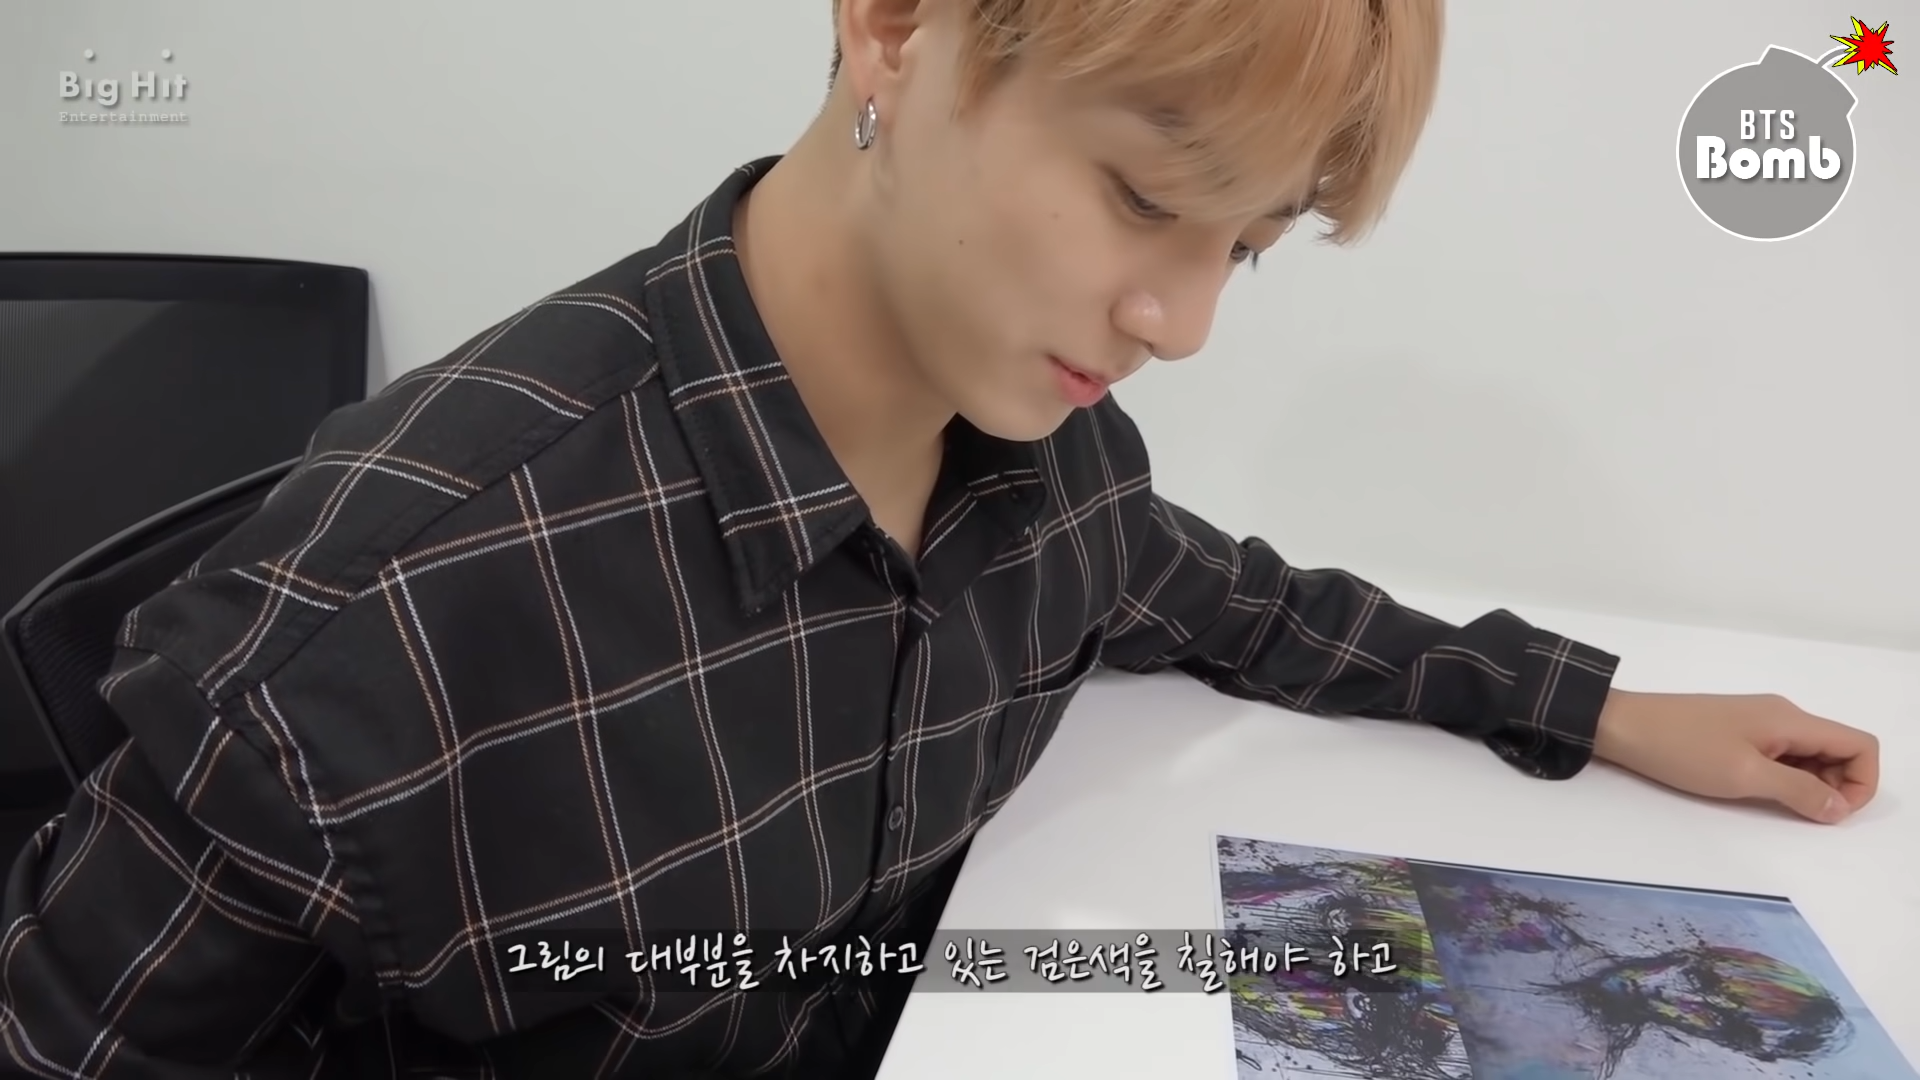 Big Hit
Entertainment
BTS
Bomb
그림의 대부분을 차지하고 있는 검은색을 칠해야 하고